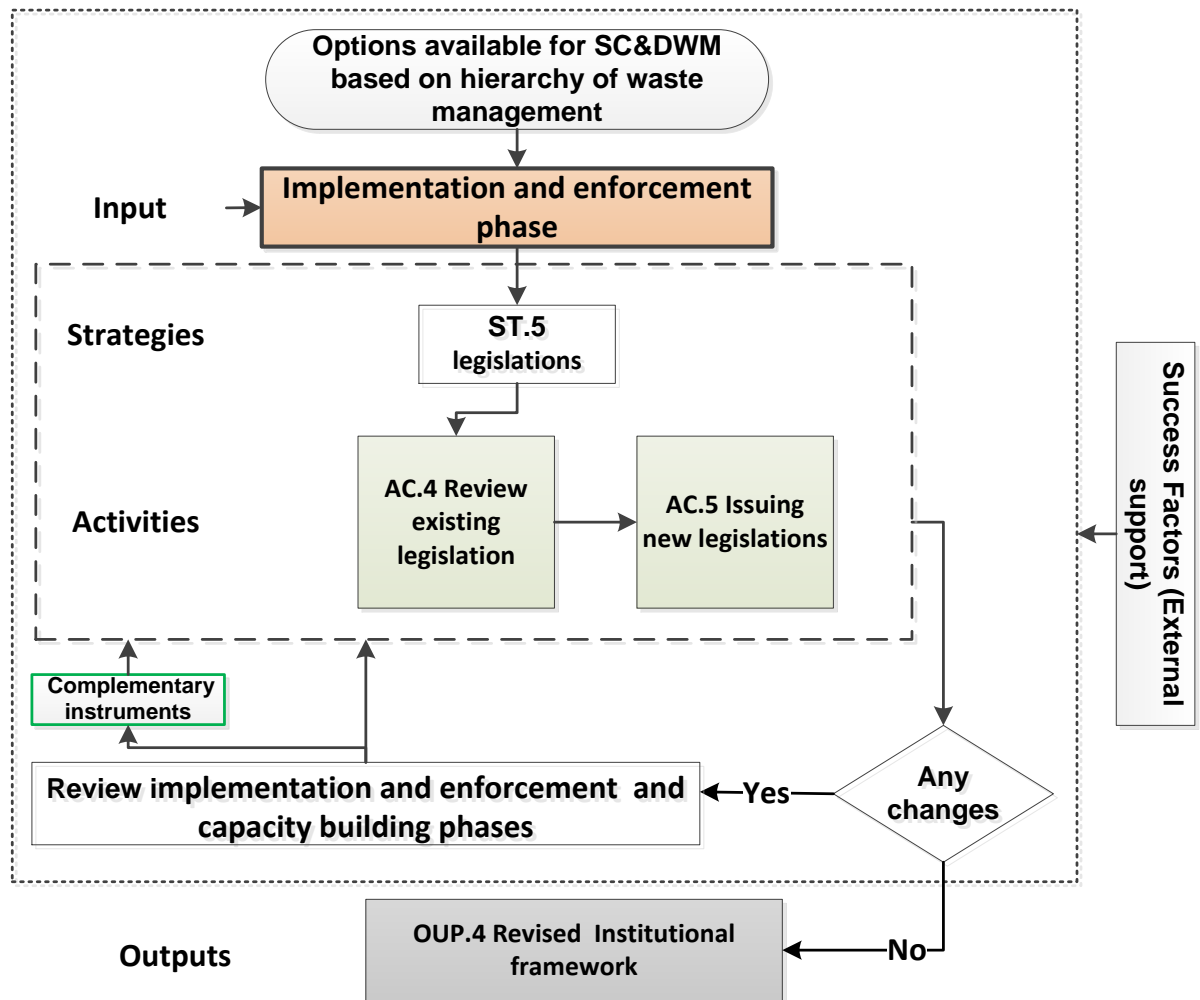 Options available for SC&DWM
based on hierarchy of waste
management
Input
Implementation and enforcement
phase
Strategies
ST.5
legislations
Activities
AC.4 Review
existing
legislation
AC.5 Issuing
new legislations
Success Factors (External
support)
Complementary
instruments
Review implementation and enforcement and
capacity building phases
Yes
Any
changes
No
Outputs
OUP.4 Revised Institutional
framework